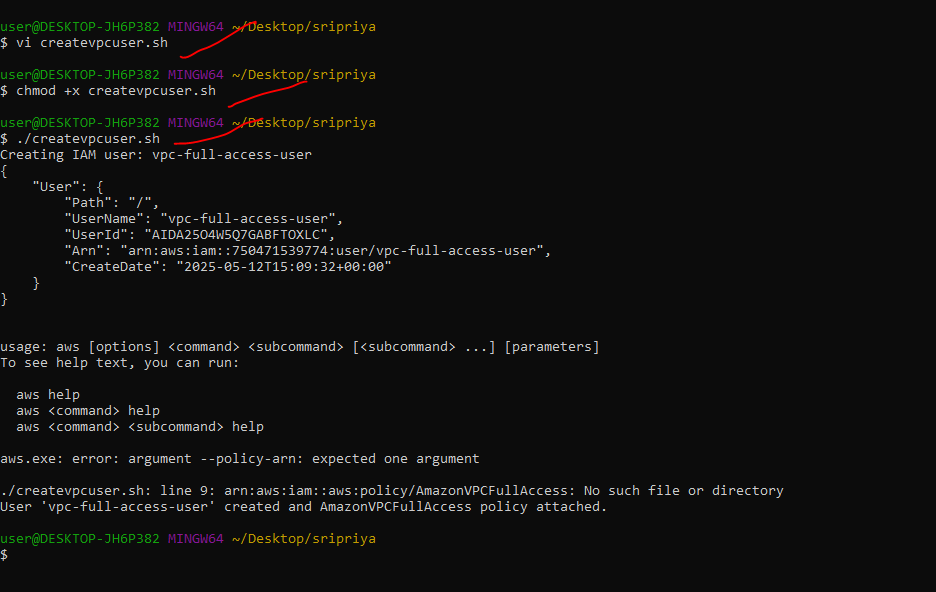 user@DESKTOP-JH6P382 MINGW64 ~/Desktop/sripriya
$ vi createvpcuser.sh
user@DESKTOP-JH6P382 MINGW64 ~/Desktop/sripriya
$ chmod +x createvpcuser.sh
user@DESKTOP-JH6P382 MINGW64 ~/Desktop/sripriya
$ ./createvpcuser.sh
Creating IAM user: vpc-full-access-user
{
    "User": {
        "Path": "/",
        "UserName": "vpc-full-access-user",
        "UserId": "AIDA25O4W5Q7GABFTOXLC",
        "Arn": "arn:aws:iam::750471539774:user/vpc-full-access-user",
        "CreateDate": "2025-05-12T15:09:32+00:00"
    }
}
usage: aws [options] <command> <subcommand> [<subcommand> ...] [parameters]
To see help text, you can run:
  aws help
  aws <command> help
  aws <command> <subcommand> help
aws.exe: error: argument --policy-arn: expected one argument
./createvpcuser.sh: line 9: arn:aws:iam::aws:policy/AmazonVPCFullAccess: No such file or directory
User 'vpc-full-access-user' created and AmazonVPCFullAccess policy attached.
user@DESKTOP-JH6P382 MINGW64 ~/Desktop/sripriya
$